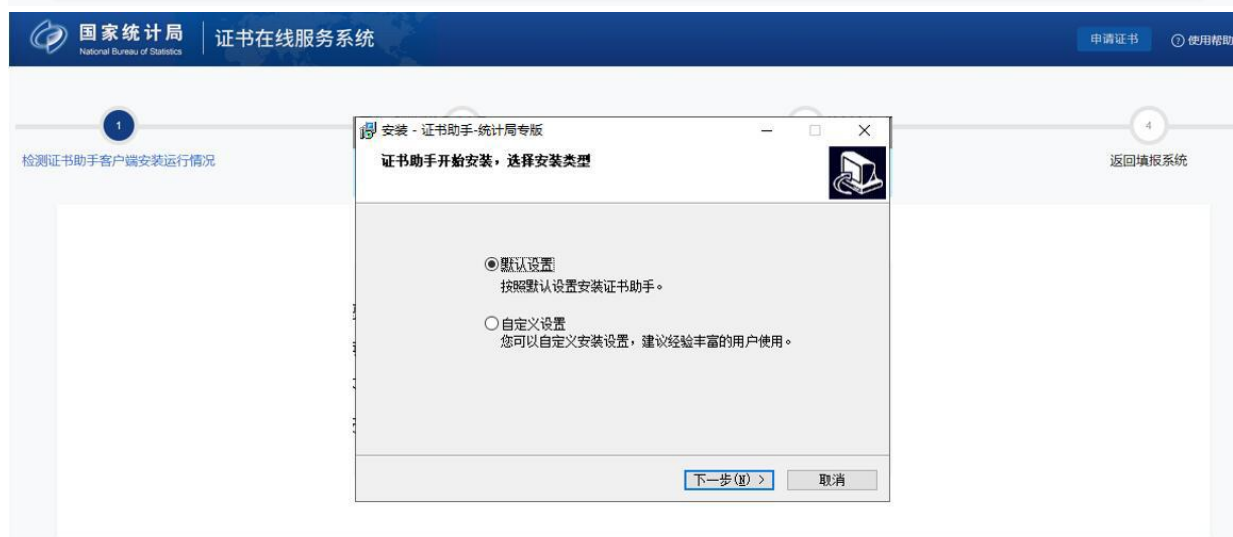 国家统计局
National Bureau of Statistics
证书在线服务系统
申请证书
使用帮助
1
4
检测证书助手客户端安装运行情况
返回填报系统
安装 - 证书助手-统计局专版
证书助手开始安装，选择安装类型
默认设置
按照默认设置安装证书助手。
自定义设置
您可以自定义安装设置，建议经验丰富的用户使用。
下一步(N) >
取消